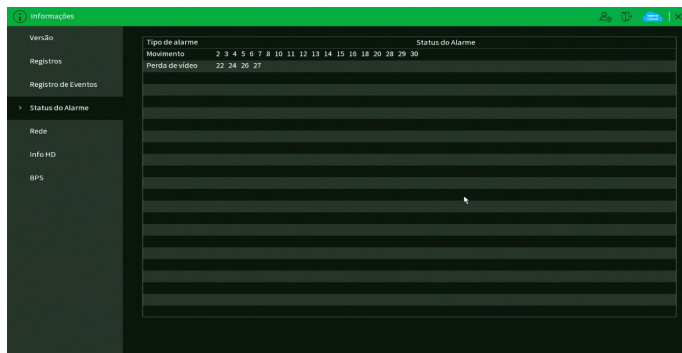 Informações
Versão
Registros
Registro de Eventos
Status do Alarme
Rede
Info HD
BPS
Tipo de alarme Status do Alarme
Movimento 2 3 4 5 6 7 8 10 11 12 13 14 15 16 18 20 28 29 30
Perda de vídeo 22 24 26 27